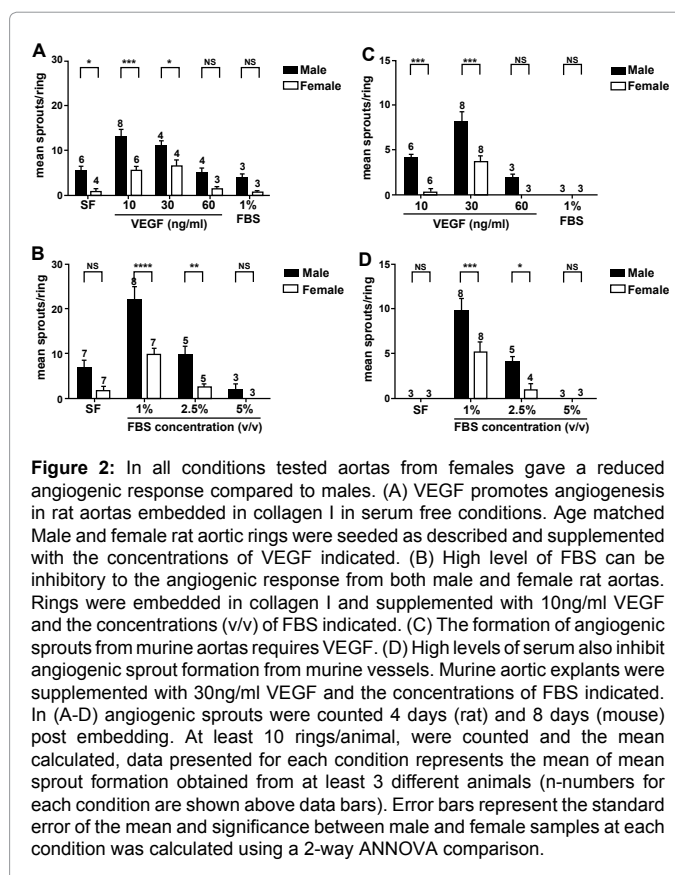 A
mean sprouts/ring
30
20
10
0
* *** * NS NS
Male
Female
6 4 8 6 4 4 4 3 3 3
SF 10 30 60 1%
VEGF (ng/ml) FBS
C
mean sprouts/ring
15
10
5
0
*** *** NS NS
Male
Female
6 6 8 8 3 3 3 3
10 30 60 1%
VEGF (ng/ml) FBS
B
mean sprouts/ring
30
20
10
0
NS **** ** NS
Male
Female
7 7 8 7 5 5 3 3
SF 1% 2.5% 5%
FBS concentration (v/v)
D
mean sprouts/ring
15
10
5
0
NS *** * NS
Male
Female
3 3 8 8 5 4 3 3
SF 1% 2.5% 5%
FBS concentration (v/v)
Figure 2: In all conditions tested aortas from females gave a reduced
angiogenic response compared to males. (A) VEGF promotes angiogenesis
in rat aortas embedded in collagen I in serum free conditions. Age matched
Male and female rat aortic rings were seeded as described and supplemented
with the concentrations of VEGF indicated. (B) High level of FBS can be
inhibitory to the angiogenic response from both male and female rat aortas.
Rings were embedded in collagen I and supplemented with 10ng/ml VEGF
and the concentrations (v/v) of FBS indicated. (C) The formation of angiogenic
sprouts from murine aortas requires VEGF. (D) High levels of serum also inhibit
angiogenic sprout formation from murine vessels. Murine aortic explants were
supplemented with 30ng/ml VEGF and the concentrations of FBS indicated.
In (A-D) angiogenic sprouts were counted 4 days (rat) and 8 days (mouse)
post embedding. At least 10 rings/animal, were counted and the mean
calculated, data presented for each condition represents the mean of mean
sprout formation obtained from at least 3 different animals (n-numbers for
each condition are shown above data bars). Error bars represent the standard
error of the mean and significance between male and female samples at each
condition was calculated using a 2-way ANNOVA comparison.